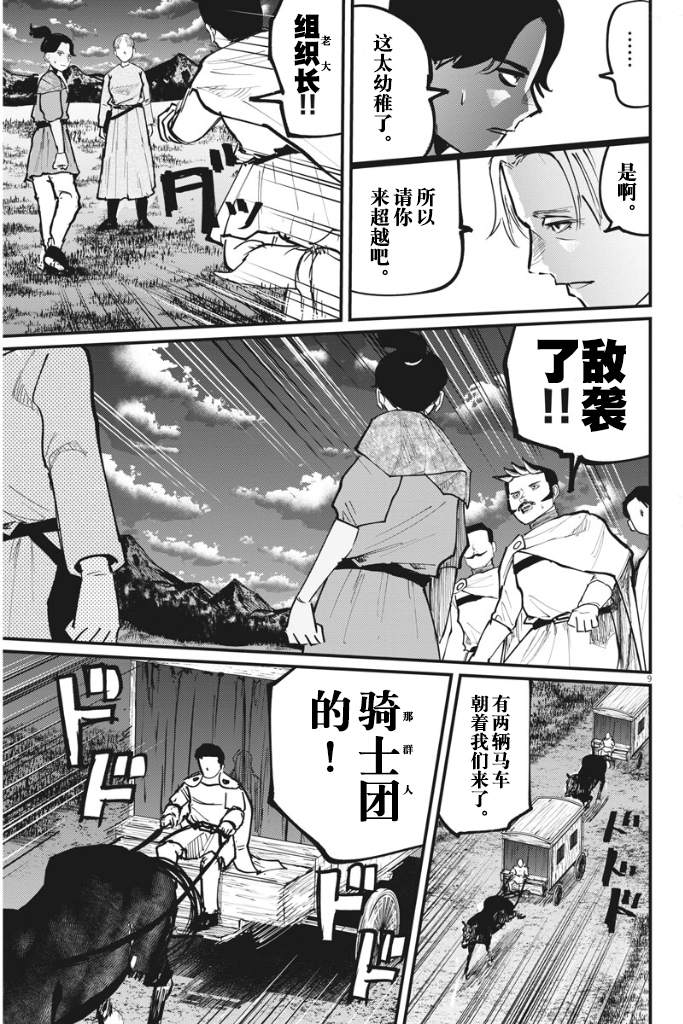 ……
这太幼稚了。
是啊。
所以
请你
来超越吧。
组织长!!
老大
ダッ
敌袭
了!!
9
有两辆马车
朝着我们来了。
ドドド
骑士团
那群人
的！
ドドド
ドド